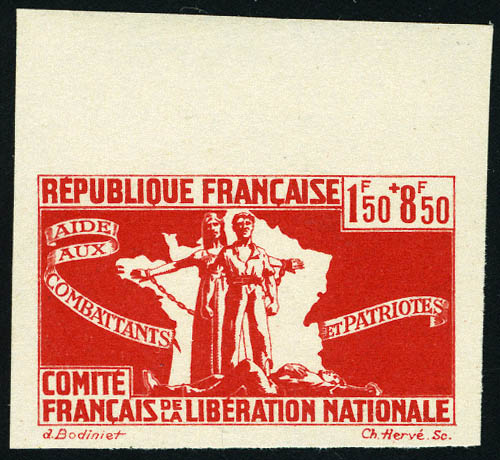 RÉPUBLIQUE FRANÇAISE
1F50+8F50
AIDE
AUX
COMBATTANTS
ET PATRIOTES
COMITÉ
FRANÇAIS DE LA LIBÉRATION NATIONALE
d. Bodiniet
Ch. Hervé. Sc.